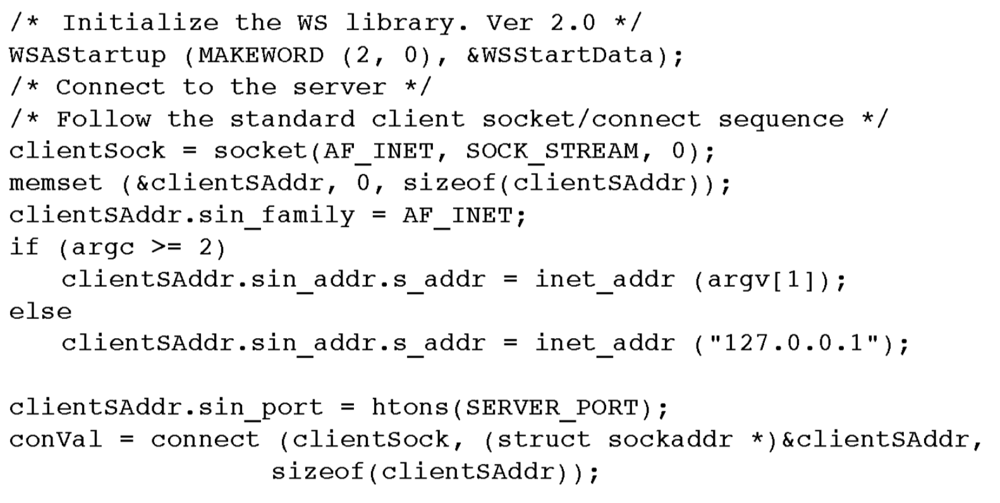 /* Initialize the WS library. Ver 2.0 */
WSAStartup (MAKEWORD (2, 0), &WSStartData);
/* Connect to the server */
/* Follow the standard client socket/connect sequence */
clientSock = socket(AF_INET, SOCK_STREAM, 0);
memset (&clientSAddr, 0, sizeof(clientSAddr));
clientSAddr.sin_family = AF_INET;
if (argc >= 2)
   clientSAddr.sin_addr.s_addr = inet_addr (argv[1]);
else
   clientSAddr.sin_addr.s_addr = inet_addr ("127.0.0.1");

clientSAddr.sin_port = htons(SERVER_PORT);
conVal = connect (clientSock, (struct sockaddr *)&clientSAddr,
                 sizeof(clientSAddr));